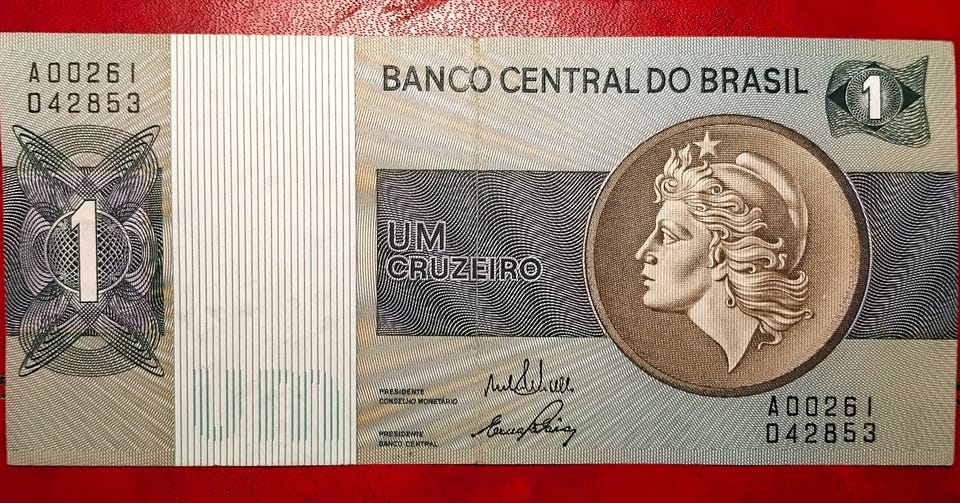 A00261
042853
BANCO CENTRAL DO BRASIL
1
1
UM
CRUZEIRO
PRESIDENTE
CONSELHO MONETÁRIO
PRESIDENTE
BANCO CENTRAL
A00261
042853